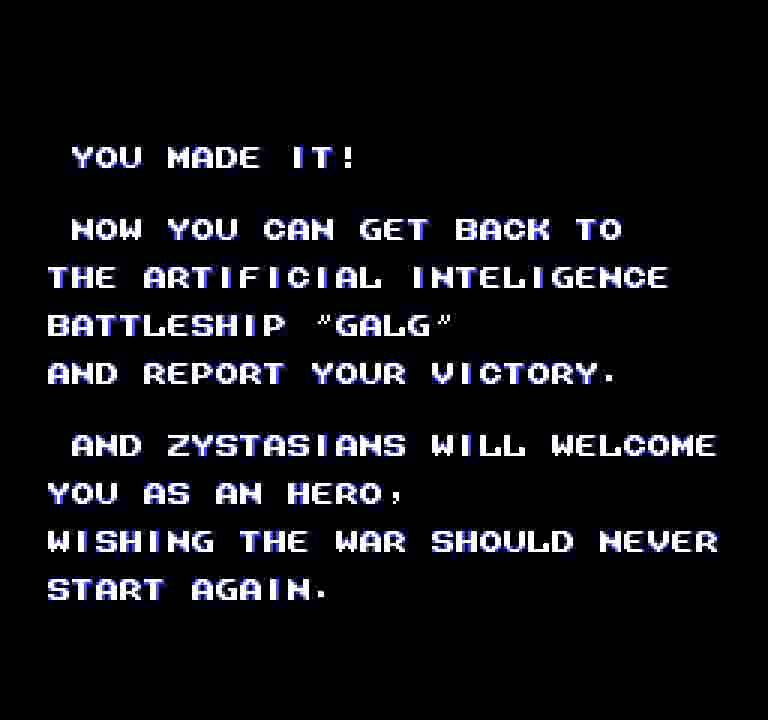 YOU MADE IT!
NOW YOU CAN GET BACK TO
THE ARTIFICIAL INTELIGENCE
BATTLESHIP "GALG"
AND REPORT YOUR VICTORY.
AND ZYSTASIANS WILL WELCOME
YOU AS AN HERO,
WISHING THE WAR SHOULD NEVER
START AGAIN.